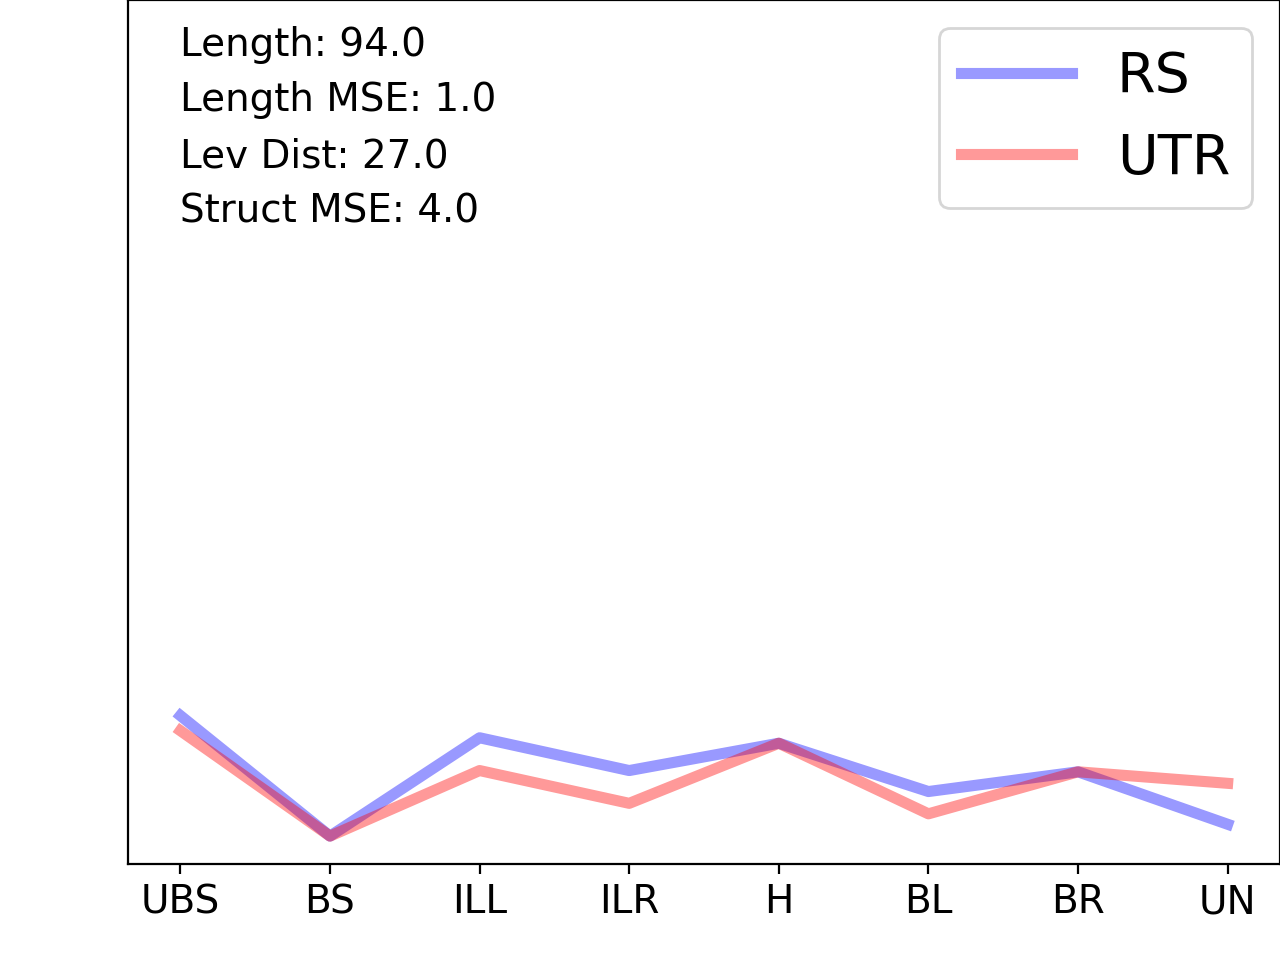 Length: 94.0
Length MSE: 1.0
Lev Dist: 27.0
Struct MSE: 4.0
RS
UTR
UBS BS ILL ILR H BL BR UN